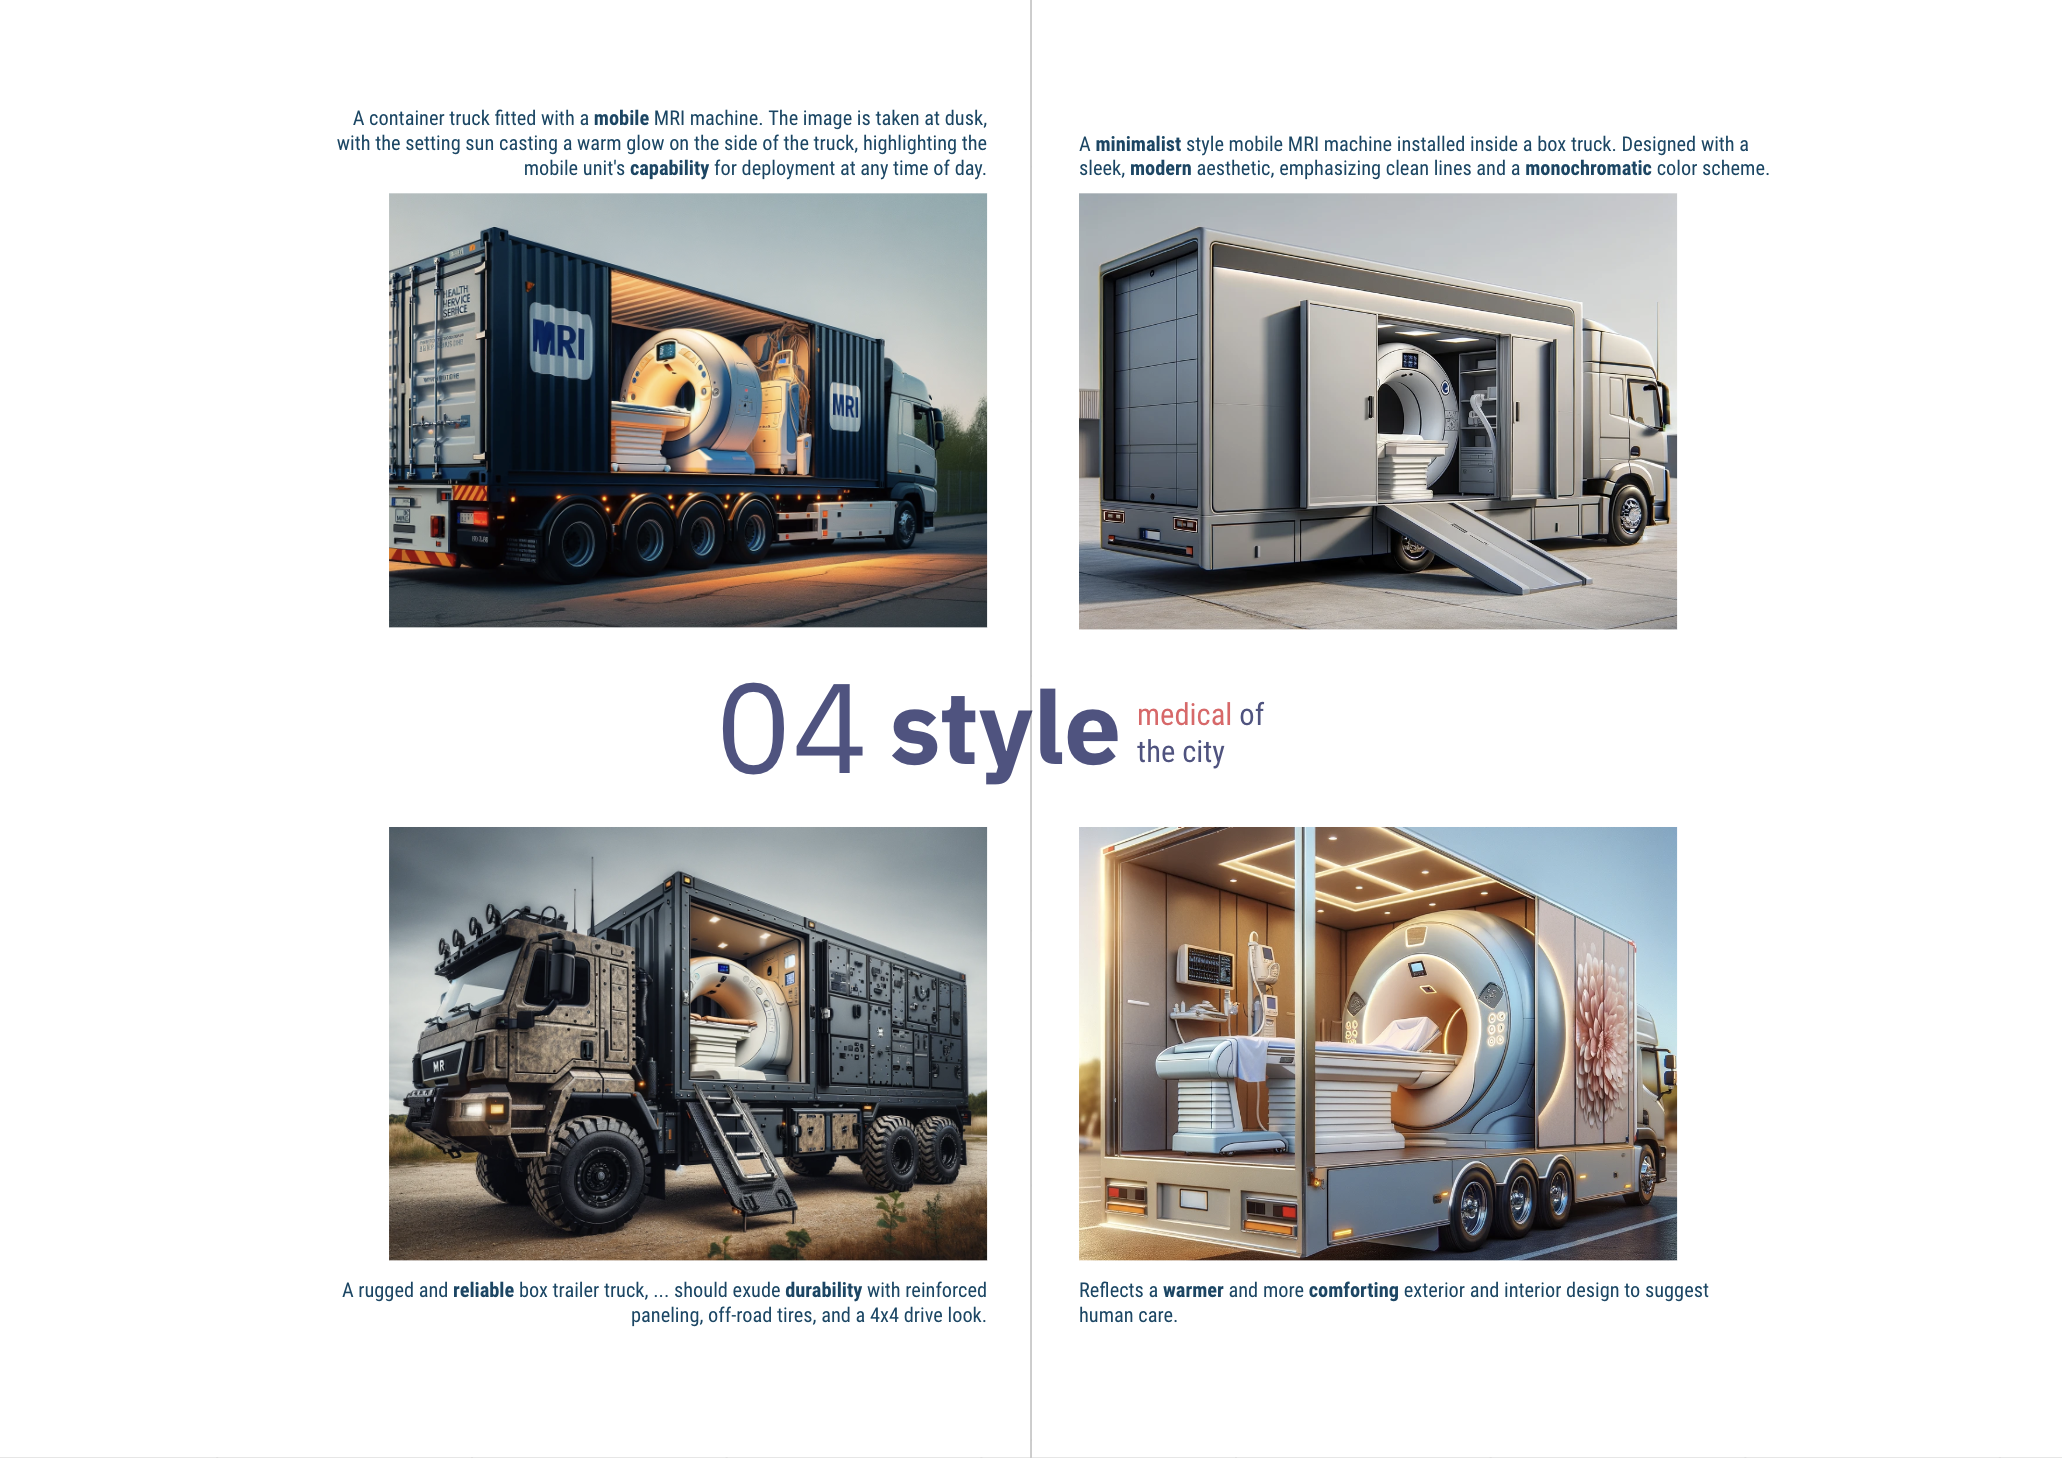 A container truck fitted with a mobile MRI machine. The image is taken at dusk,
with the setting sun casting a warm glow on the side of the truck, highlighting the
mobile unit's capability for deployment at any time of day.
HEALTH
SERVICE
MRI
MRI
A minimalist style mobile MRI machine installed inside a box truck. Designed with a
sleek, modern aesthetic, emphasizing clean lines and a monochromatic color scheme.
04 style
medical of
the city
MR
A rugged and reliable box trailer truck, ... should exude durability with reinforced
paneling, off-road tires, and a 4x4 drive look.
Reflects a warmer and more comforting exterior and interior design to suggest
human care.